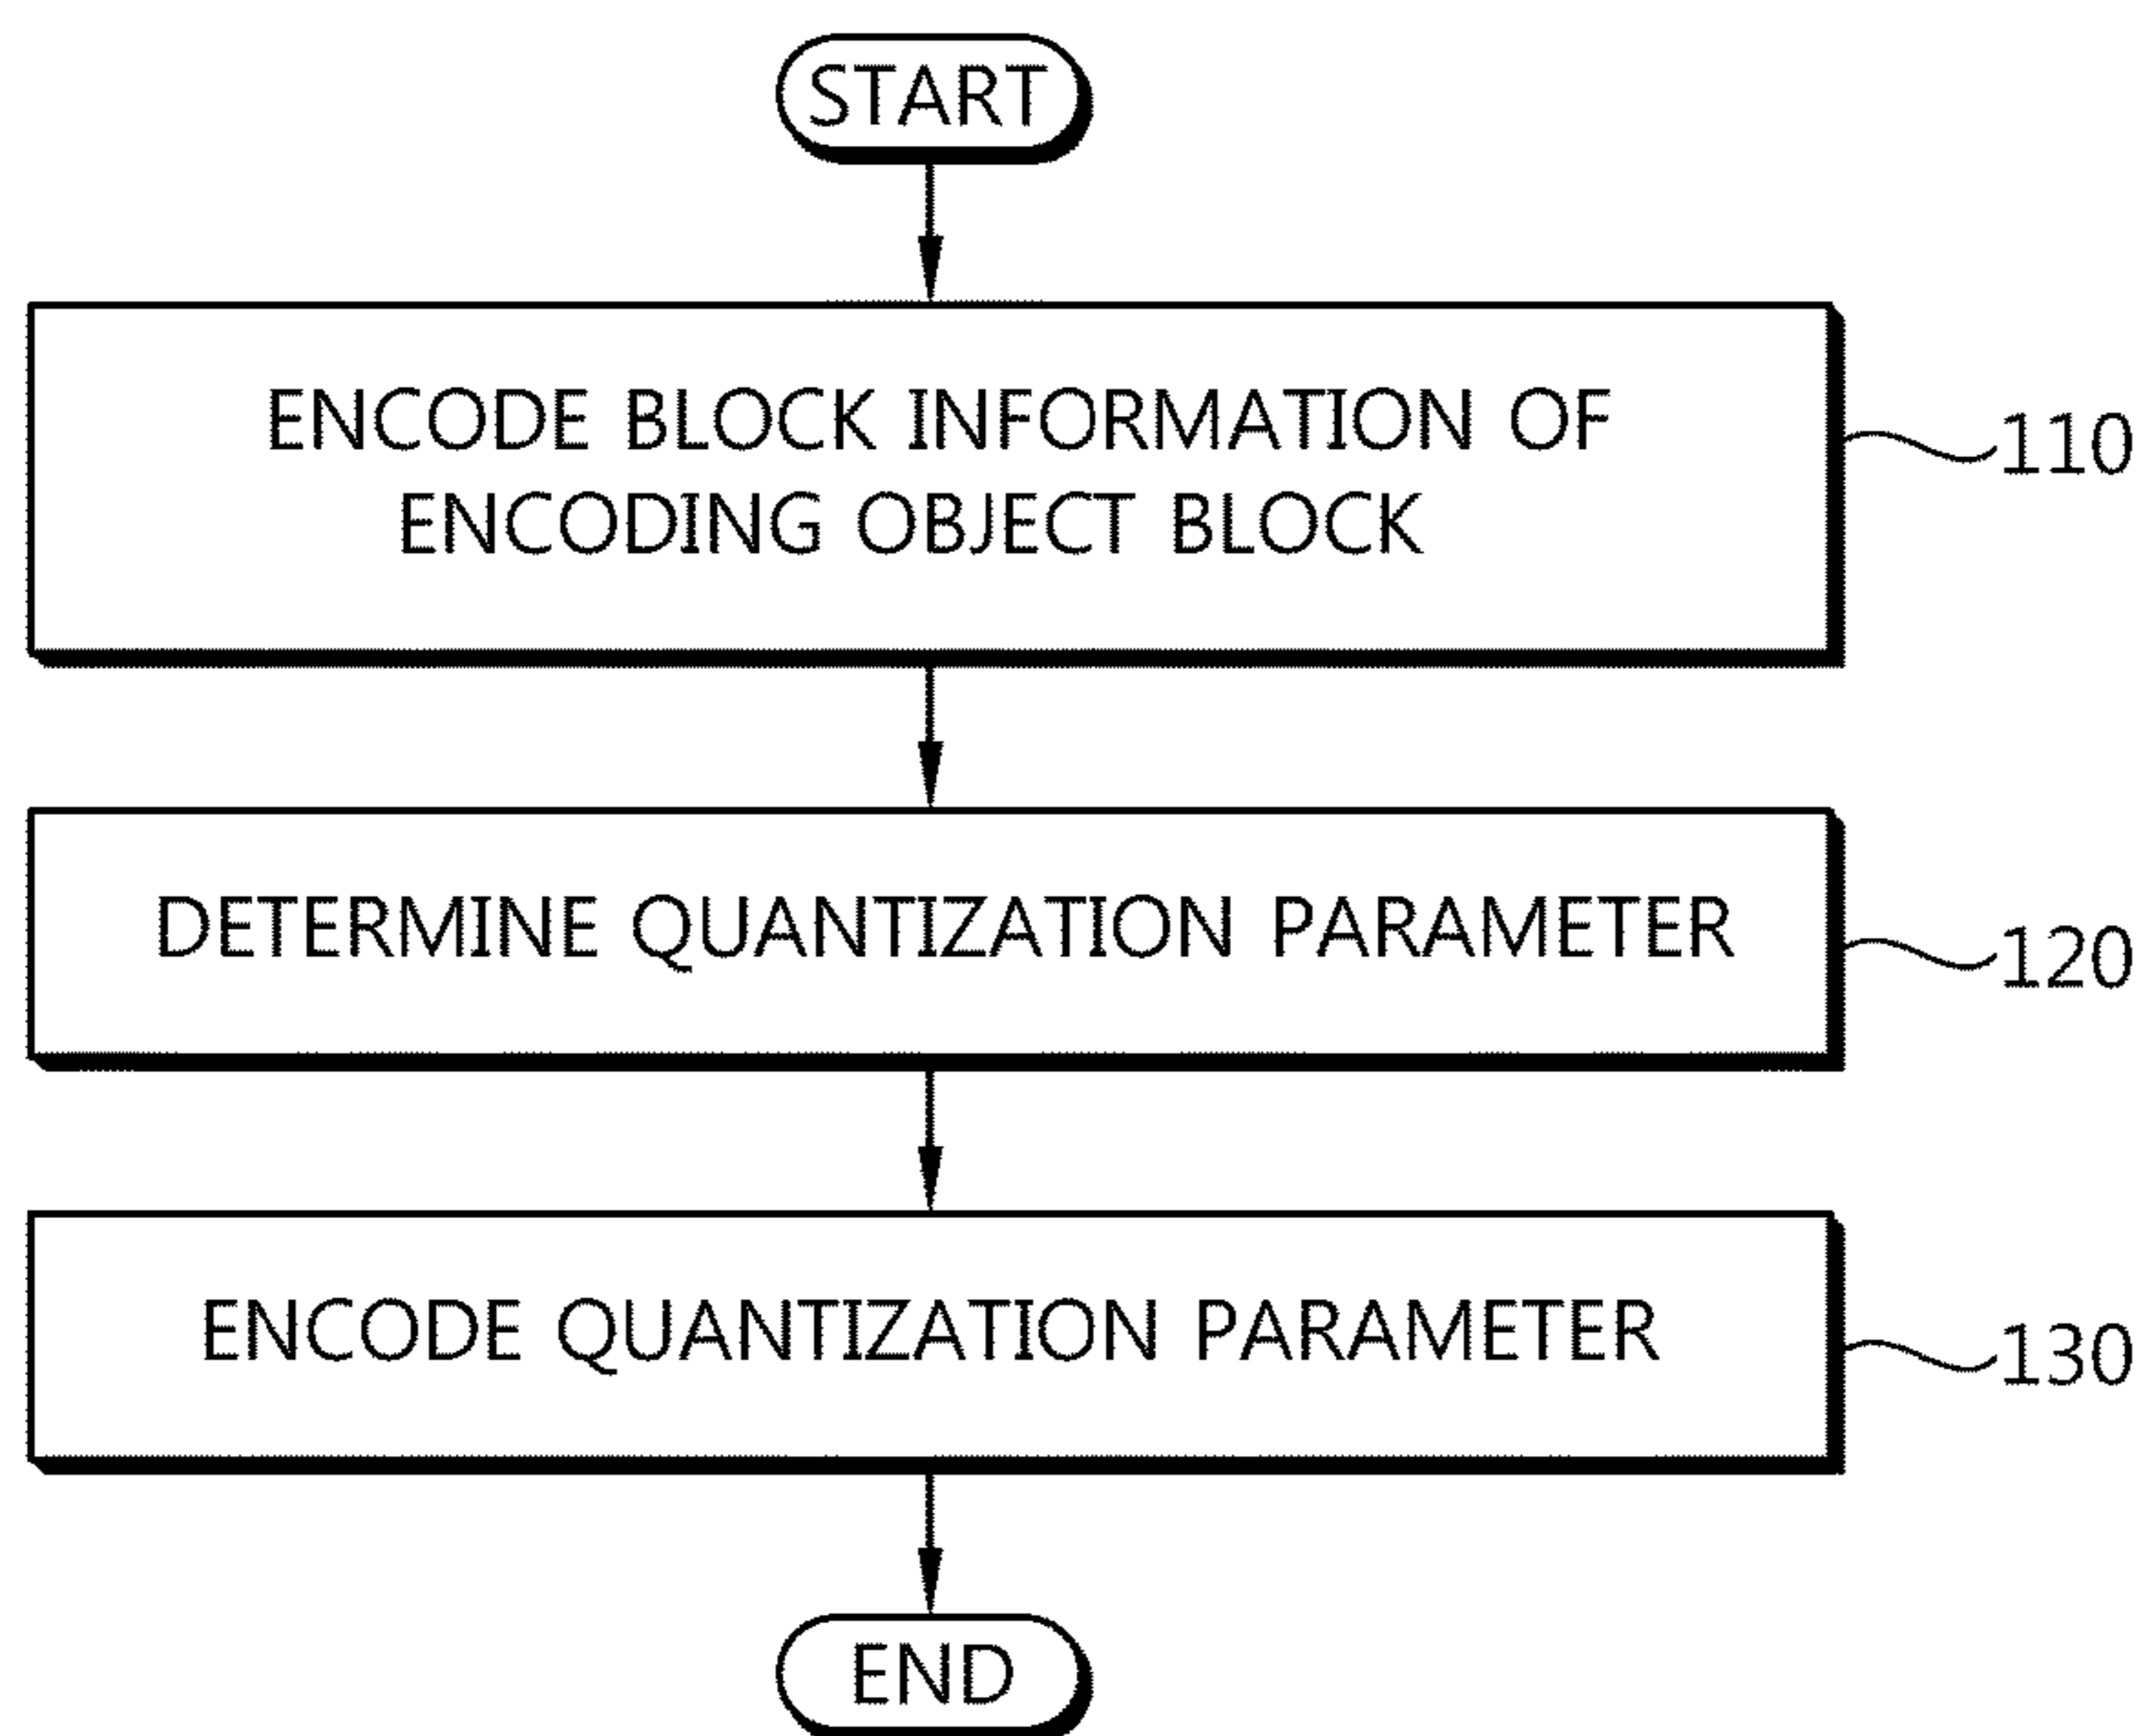 START
ENCODE BLOCK INFORMATION OF
ENCODING OBJECT BLOCK
110
DETERMINE QUANTIZATION PARAMETER
120
ENCODE QUANTIZATION PARAMETER
130
END